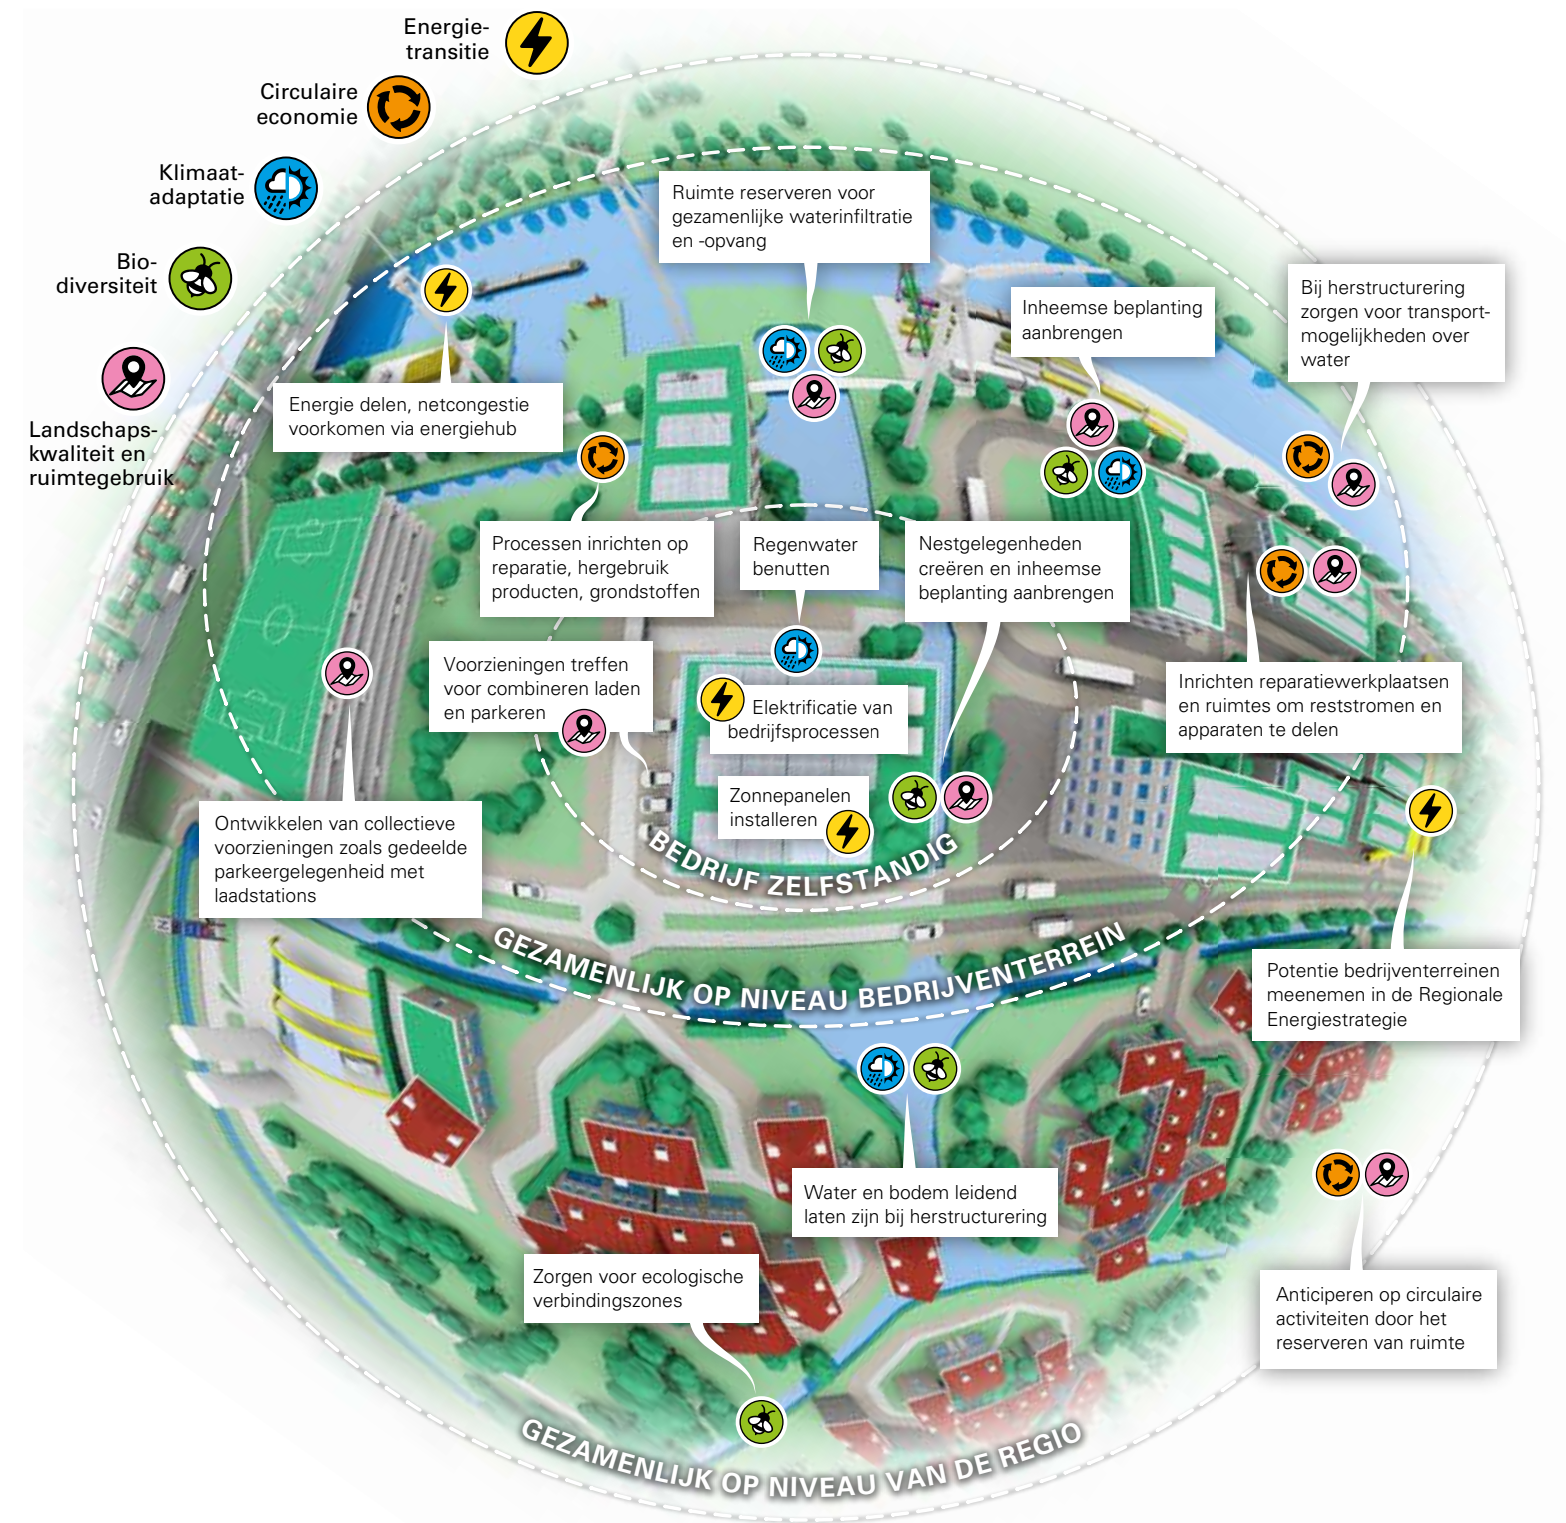 Energie-
transitie
Circulaire
economie
Klimaat-
adaptatie
Bio-
diversiteit
Landschaps-
kwaliteit en
ruimtegebruik
Ruimte reserveren voor
gezamenlijke waterinfiltratie
en -opvang
Inheemse beplanting
aanbrengen
Bij herstructurering
zorgen voor transport-
mogelijkheden over
water
Energie delen, netcongestie
voorkomen via energiehub
Processen inrichten op
reparatie, hergebruik
producten, grondstoffen
Regenwater
benutten
Nestgelegenheden
creëren en inheemse
beplanting aanbrengen
Voorzieningen treffen
voor combineren laden
en parkeren
Elektrificatie van
bedrijfsprocessen
Inrichten reparatiewerkplaatsen
en ruimtes om reststromen en
apparaten te delen
Zonnepanelen
installeren
Ontwikkelen van collectieve
voorzieningen zoals gedeelde
parkeergelegenheid met
laadstations
BEDRIJF ZELFSTANDIG
GEZAMENLIJK OP NIVEAU BEDRIJVENTERREIN
Potentie bedrijventerreinen
meenemen in de Regionale
Energiestrategie
Water en bodem leidend
laten zijn bij herstructurering
Zorgen voor ecologische
verbindingszones
Anticiperen op circulaire
activiteiten door het
reserveren van ruimte
GEZAMENLIJK OP NIVEAU VAN DE REGIO